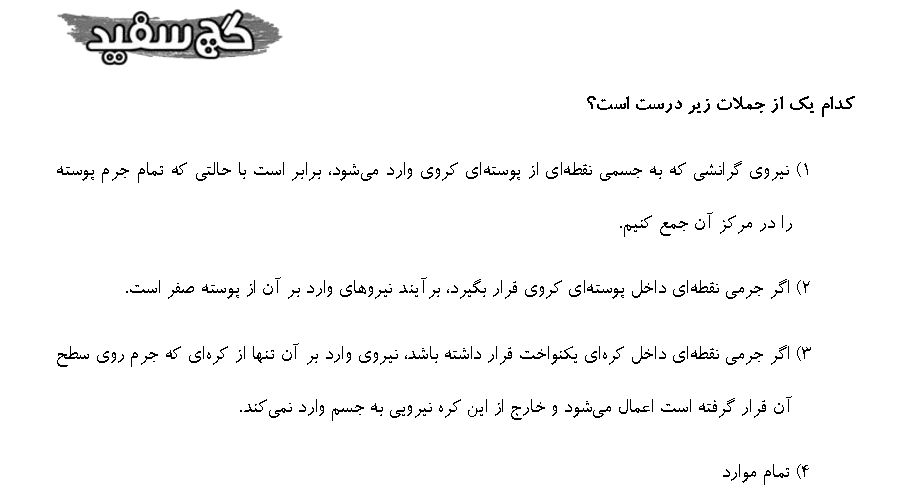 گچ سفید
کدام یک از جملات زیر درست است؟
۱) نیروی گرانشی که به جسمی نقطه‌ای از پوسته‌ای کروی وارد می‌شود، برابر است با حالتی که تمام جرم پوسته
را در مرکز آن جمع کنیم.
۲) اگر جرمی نقطه‌ای داخل پوسته‌ای کروی قرار بگیرد، برآیند نیروهای وارد بر آن از پوسته صفر است.
۳) اگر جرمی نقطه‌ای داخل کره‌ای یکنواخت قرار داشته باشد، نیروی وارد بر آن تنها از کره‌ای که جرم روی سطح
آن قرار گرفته است اعمال می‌شود و خارج از این کره نیرویی به جسم وارد نمی‌کند.
۴) تمام موارد